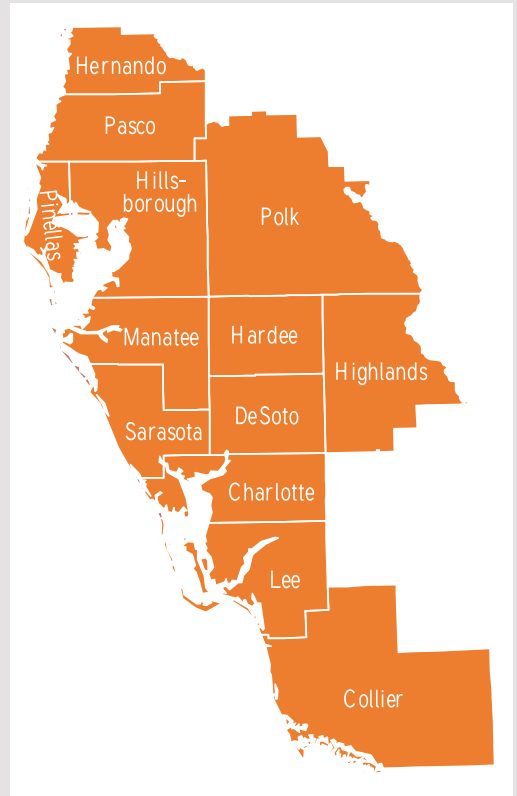 Hernando
Pasco
Hills-
borough
Pinellas
Polk
Manatee
Hardee
Highlands
DeSoto
Sarasota
Charlotte
Lee
Collier